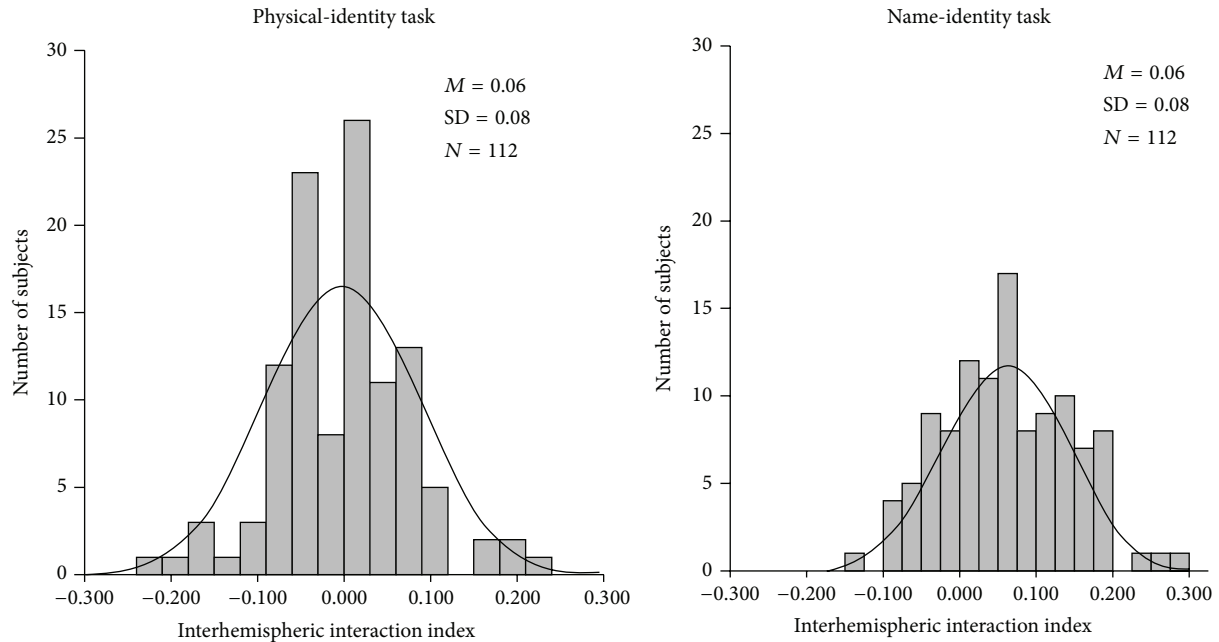 Physical-identity task
30
25
20
15
10
5
0
Number of subjects
M = 0.06
SD = 0.08
N = 112
−0.300 −0.200 −0.100 0.000 0.100 0.200 0.300
Interhemispheric interaction index
Name-identity task
30
25
20
15
10
5
0
Number of subjects
M = 0.06
SD = 0.08
N = 112
−0.300 −0.200 −0.100 0.000 0.100 0.200 0.300
Interhemispheric interaction index